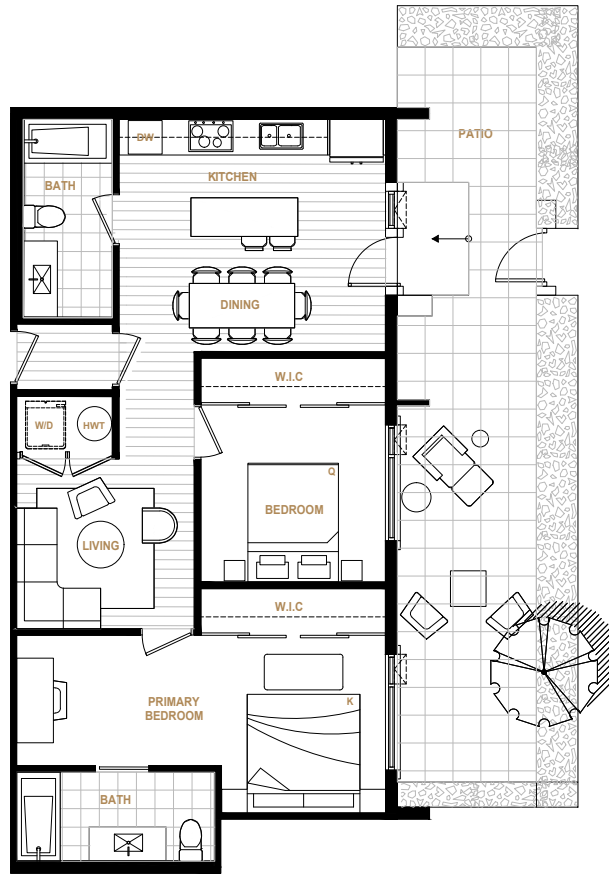 PATIO
DW
KITCHEN
BATH
DINING
W.I.C
W/D
HWT
Q
BEDROOM
LIVING
W.I.C
K
PRIMARY
BEDROOM
BATH